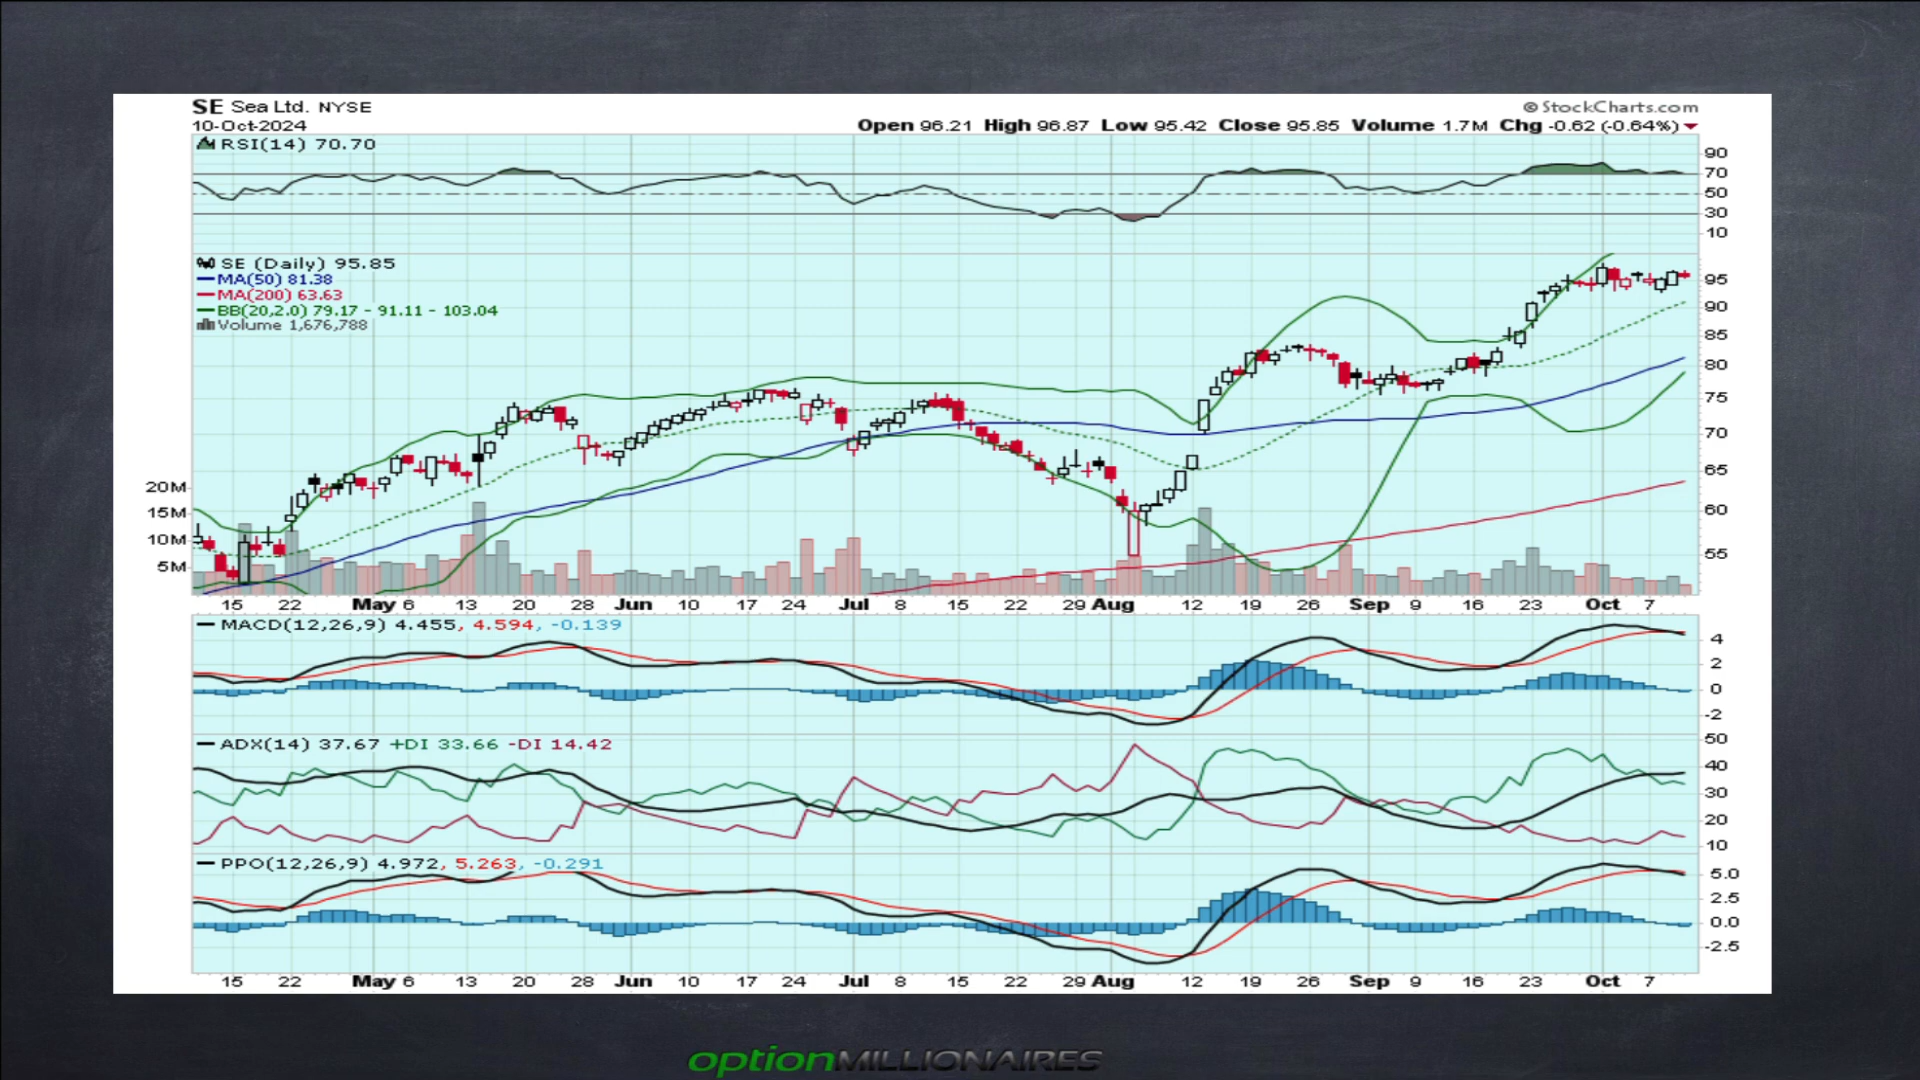 SE Sea Ltd. NYSE © StockCharts.com
10-Oct-2024 Open 96.21 High 96.87 Low 95.42 Close 95.85 Volume 1.7M Chg -0.62 (-0.64%)
RSI(14) 70.70
90
70
50
30
10
SE (Daily) 95.85
MA(50) 81.38
MA(200) 63.63
BB(20,2.0) 79.17 - 91.11 - 103.04
Volume 1,676,788
95
90
85
80
75
70
65
60
55
20M
15M
10M
5M
15 22 May 6 13 20 28 Jun 10 17 24 Jul 8 15 22 29 Aug 12 19 26 Sep 9 16 23 Oct 7
MACD(12,26,9) 4.455, 4.594, -0.139
4
2
0
-2
ADX(14) 37.67 +DI 33.66 -DI 14.42
50
40
30
20
10
PPO(12,26,9) 4.972, 5.263, -0.291
5.0
2.5
0.0
-2.5
15 22 May 6 13 20 28 Jun 10 17 24 Jul 8 15 22 29 Aug 12 19 26 Sep 9 16 23 Oct 7
optionMILLIONAIRES